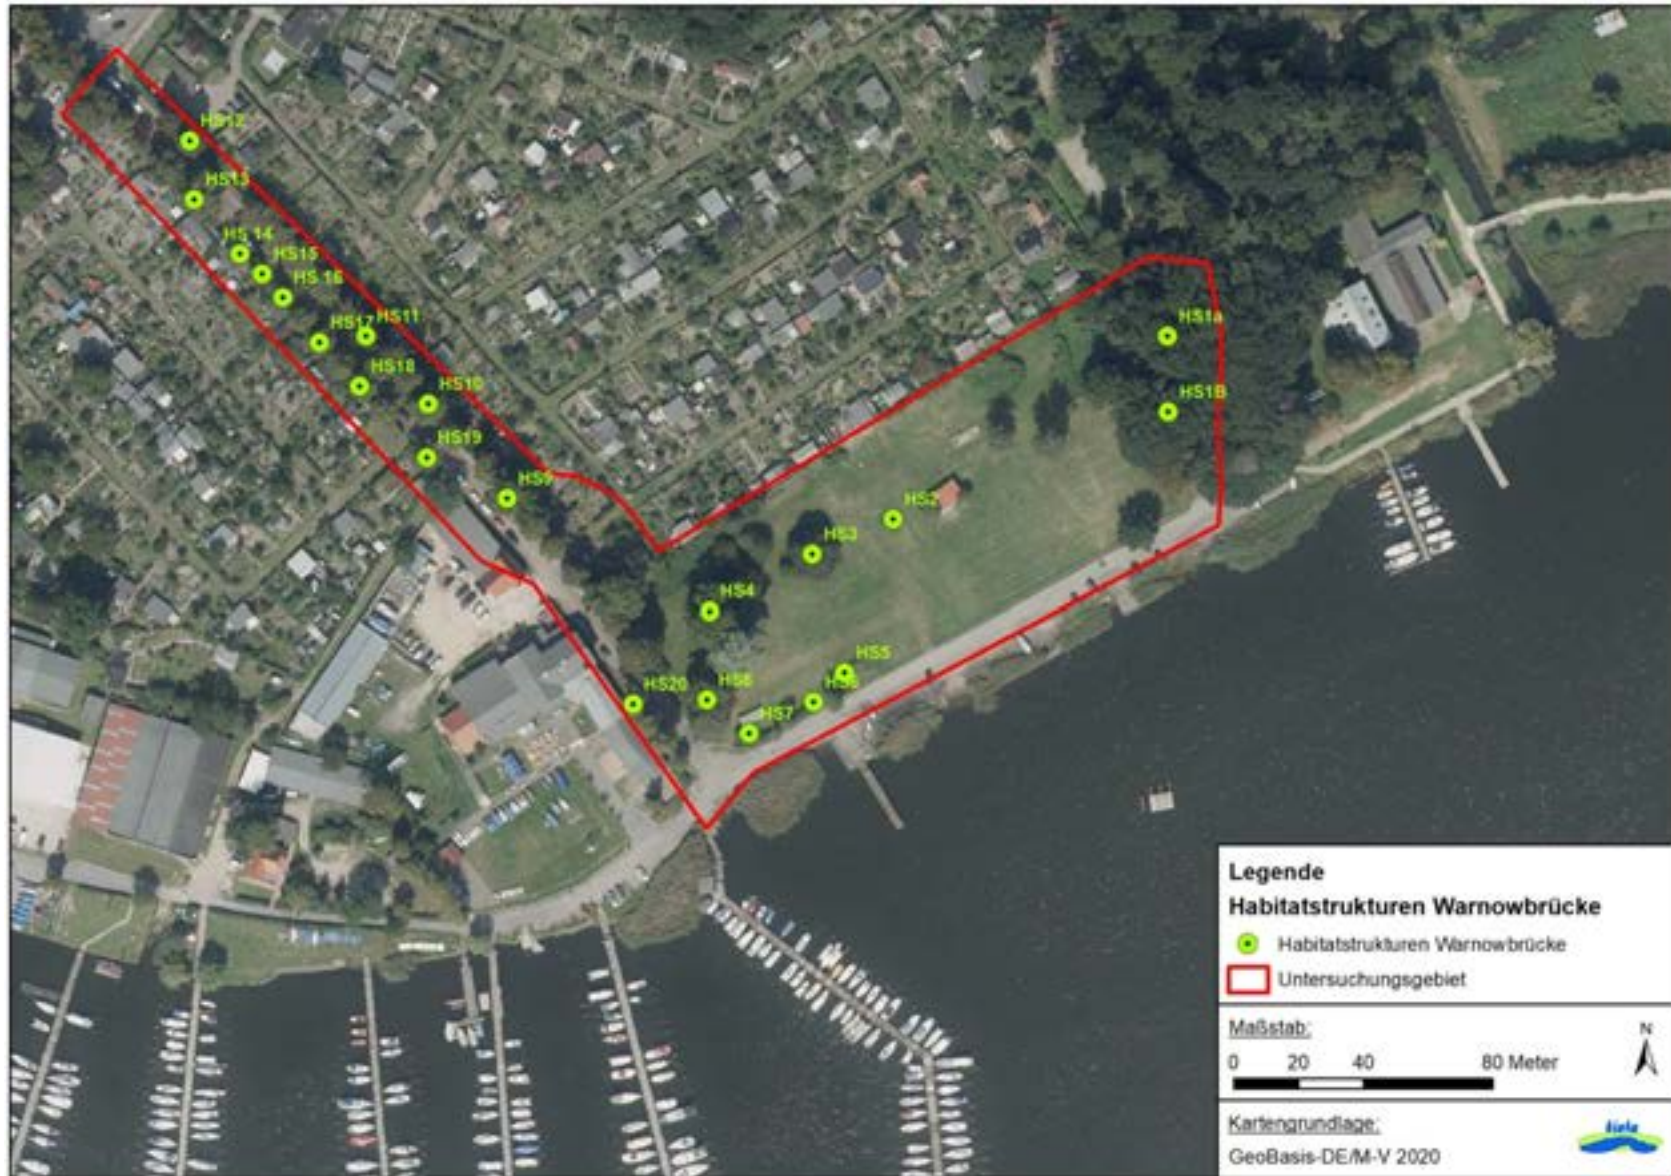 HS12
HS13
HS 14
HS15
HS 16
HS17
HS11
HS18
HS10
HS19
HS9
HS1a
HS1B
HS2
HS3
HS4
HS5
HS6
HS7
HS8
HS20
Legende
Habitatstrukturen Warnowbrücke
Habitatstrukturen Warnowbrücke
Untersuchungsgebiet
Maßstab:
N
0 20 40 80 Meter
Kartengrundlage:
GeoBasis-DE/M-V 2020